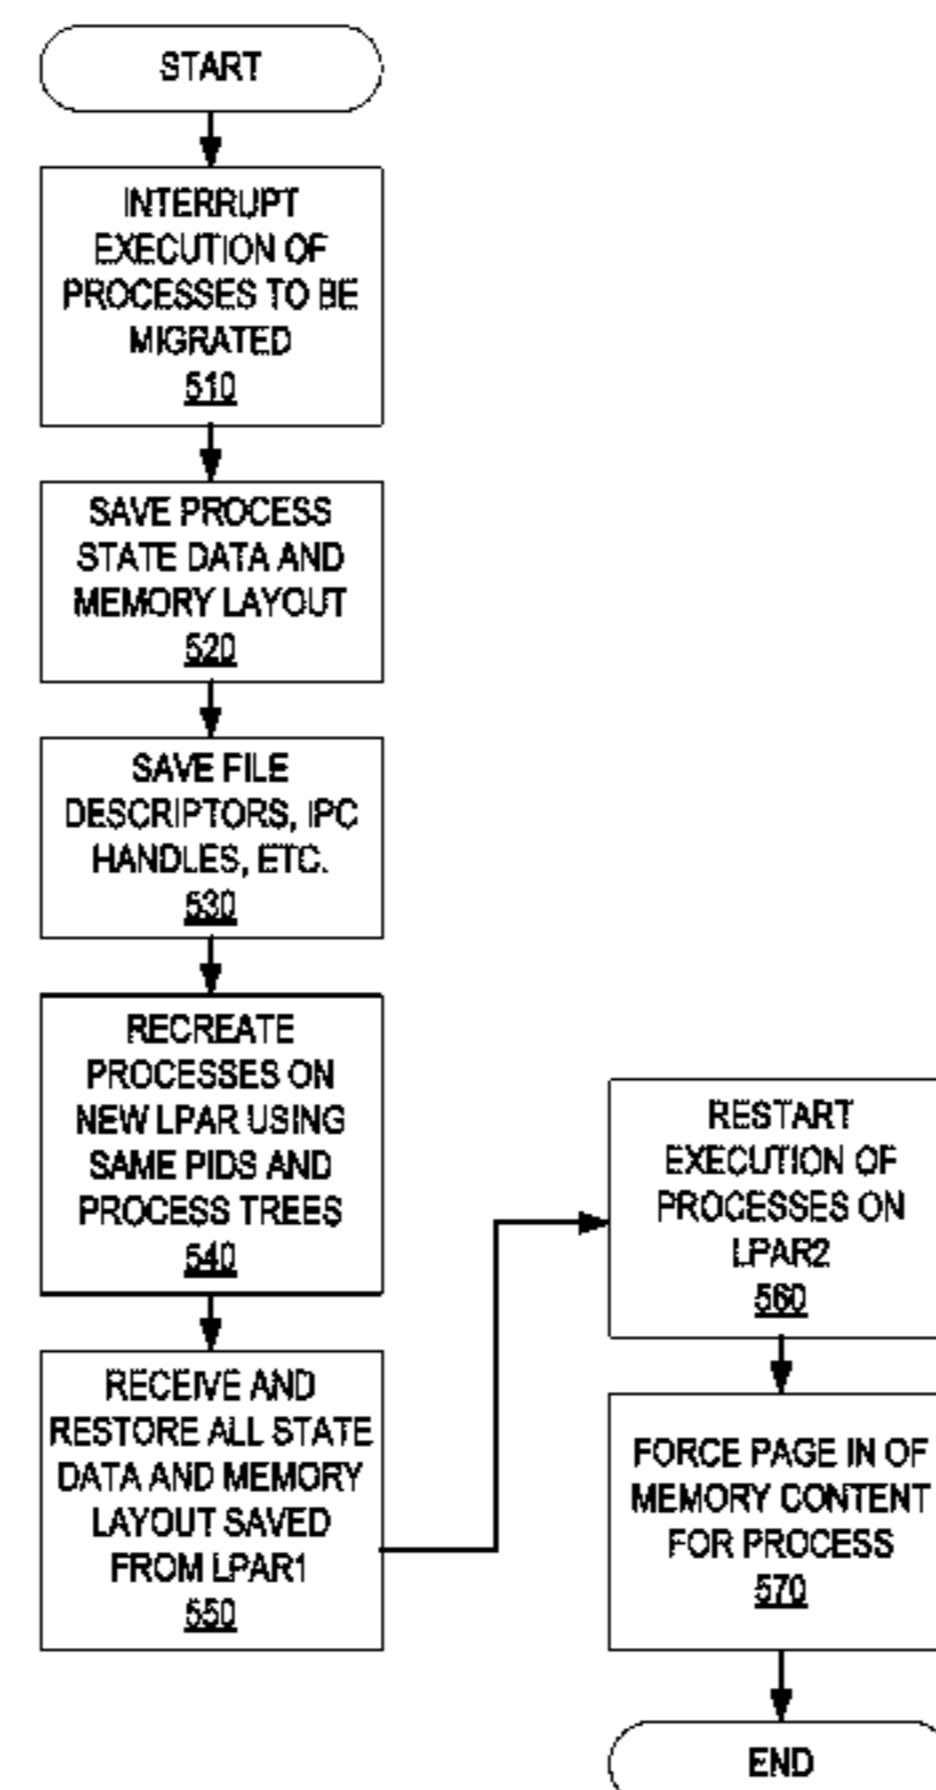 START
INTERRUPT
EXECUTION OF
PROCESSES TO BE
MIGRATED
510
SAVE PROCESS
STATE DATA AND
MEMORY LAYOUT
520
SAVE FILE
DESCRIPTORS, IPC
HANDLES, ETC.
530
RECREATE
PROCESSES ON
NEW LPAR USING
SAME PIDS AND
PROCESS TREES
540
RECEIVE AND
RESTORE ALL STATE
DATA AND MEMORY
LAYOUT SAVED
FROM LPAR1
550
RESTART
EXECUTION OF
PROCESSES ON
LPAR2
560
FORCE PAGE IN OF
MEMORY CONTENT
FOR PROCESS
570
END